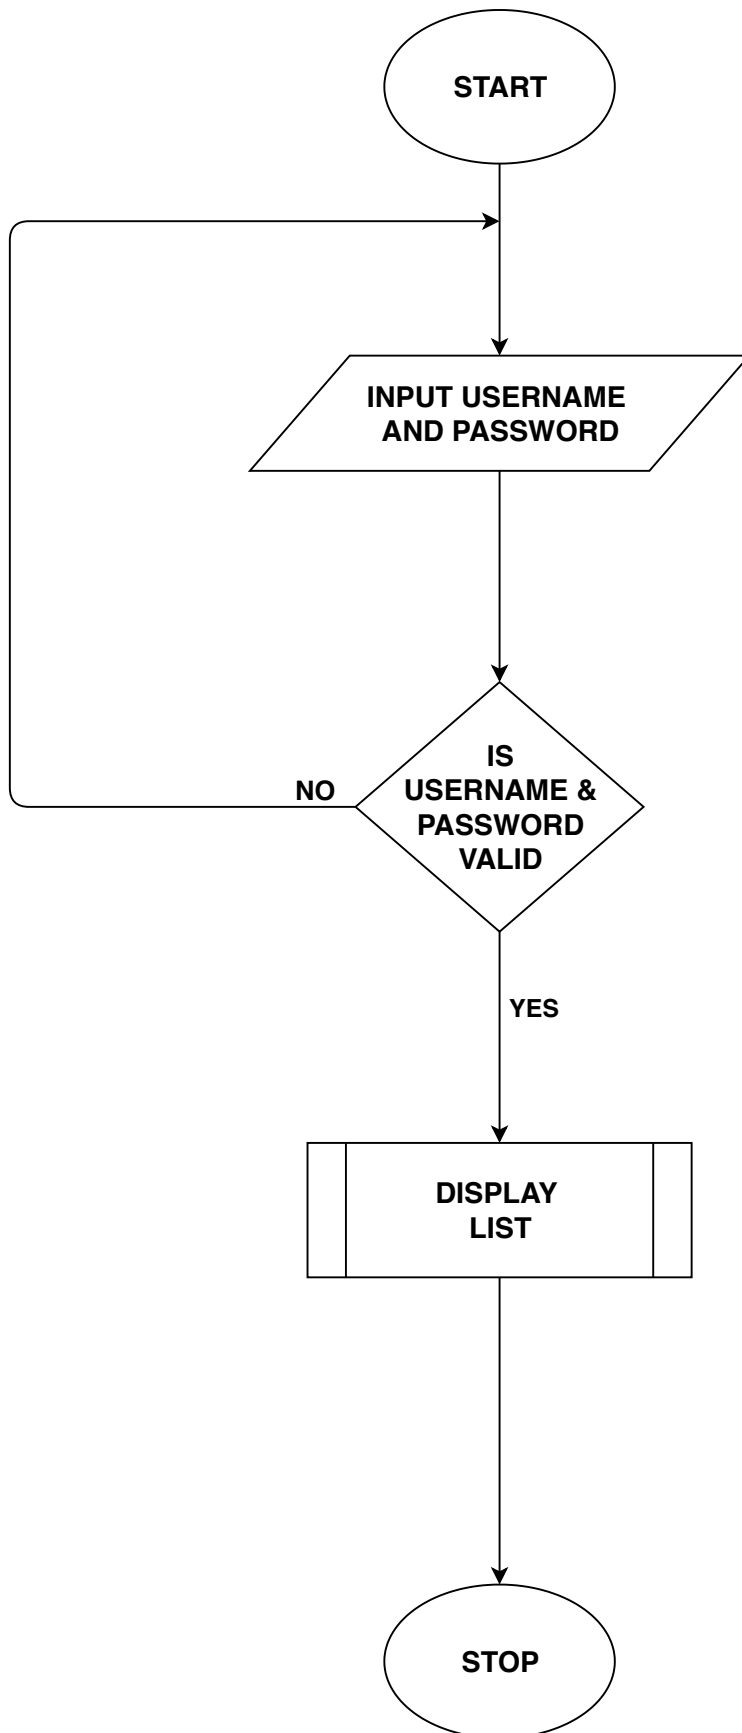 START
INPUT USERNAME
AND PASSWORD
IS
USERNAME &
PASSWORD
VALID
NO
YES
DISPLAY
LIST
STOP